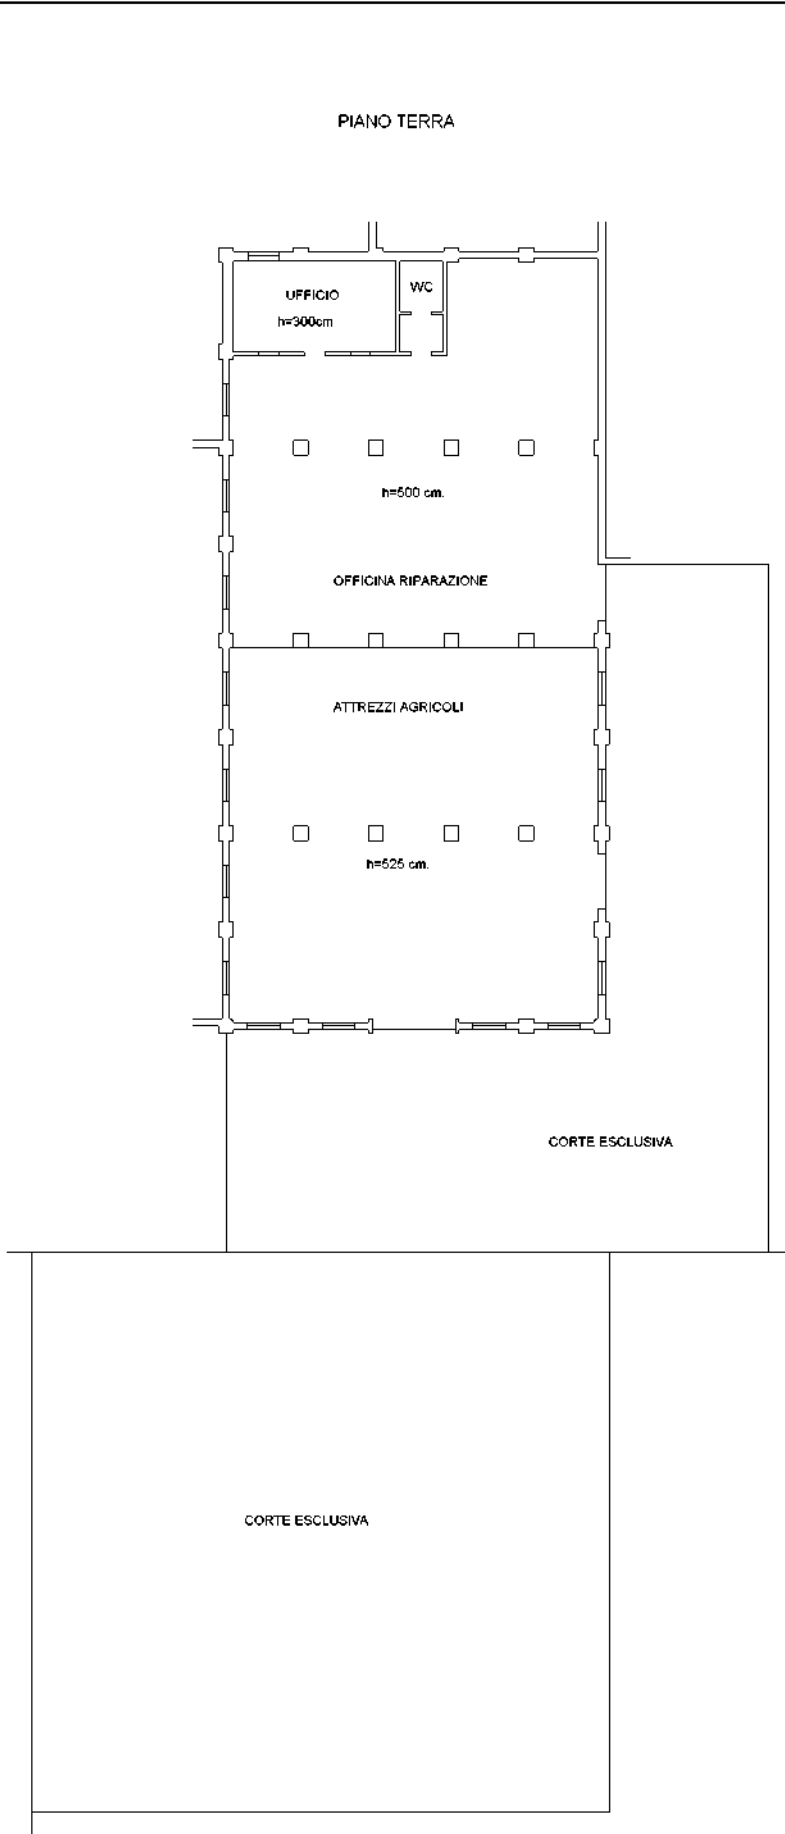 PIANO TERRA
UFFICIO
WC
h=300cm
h=500 cm.
OFFICINA RIPARAZIONE
ATTREZZI AGRICOLI
h=525 cm.
CORTE ESCLUSIVA
CORTE ESCLUSIVA